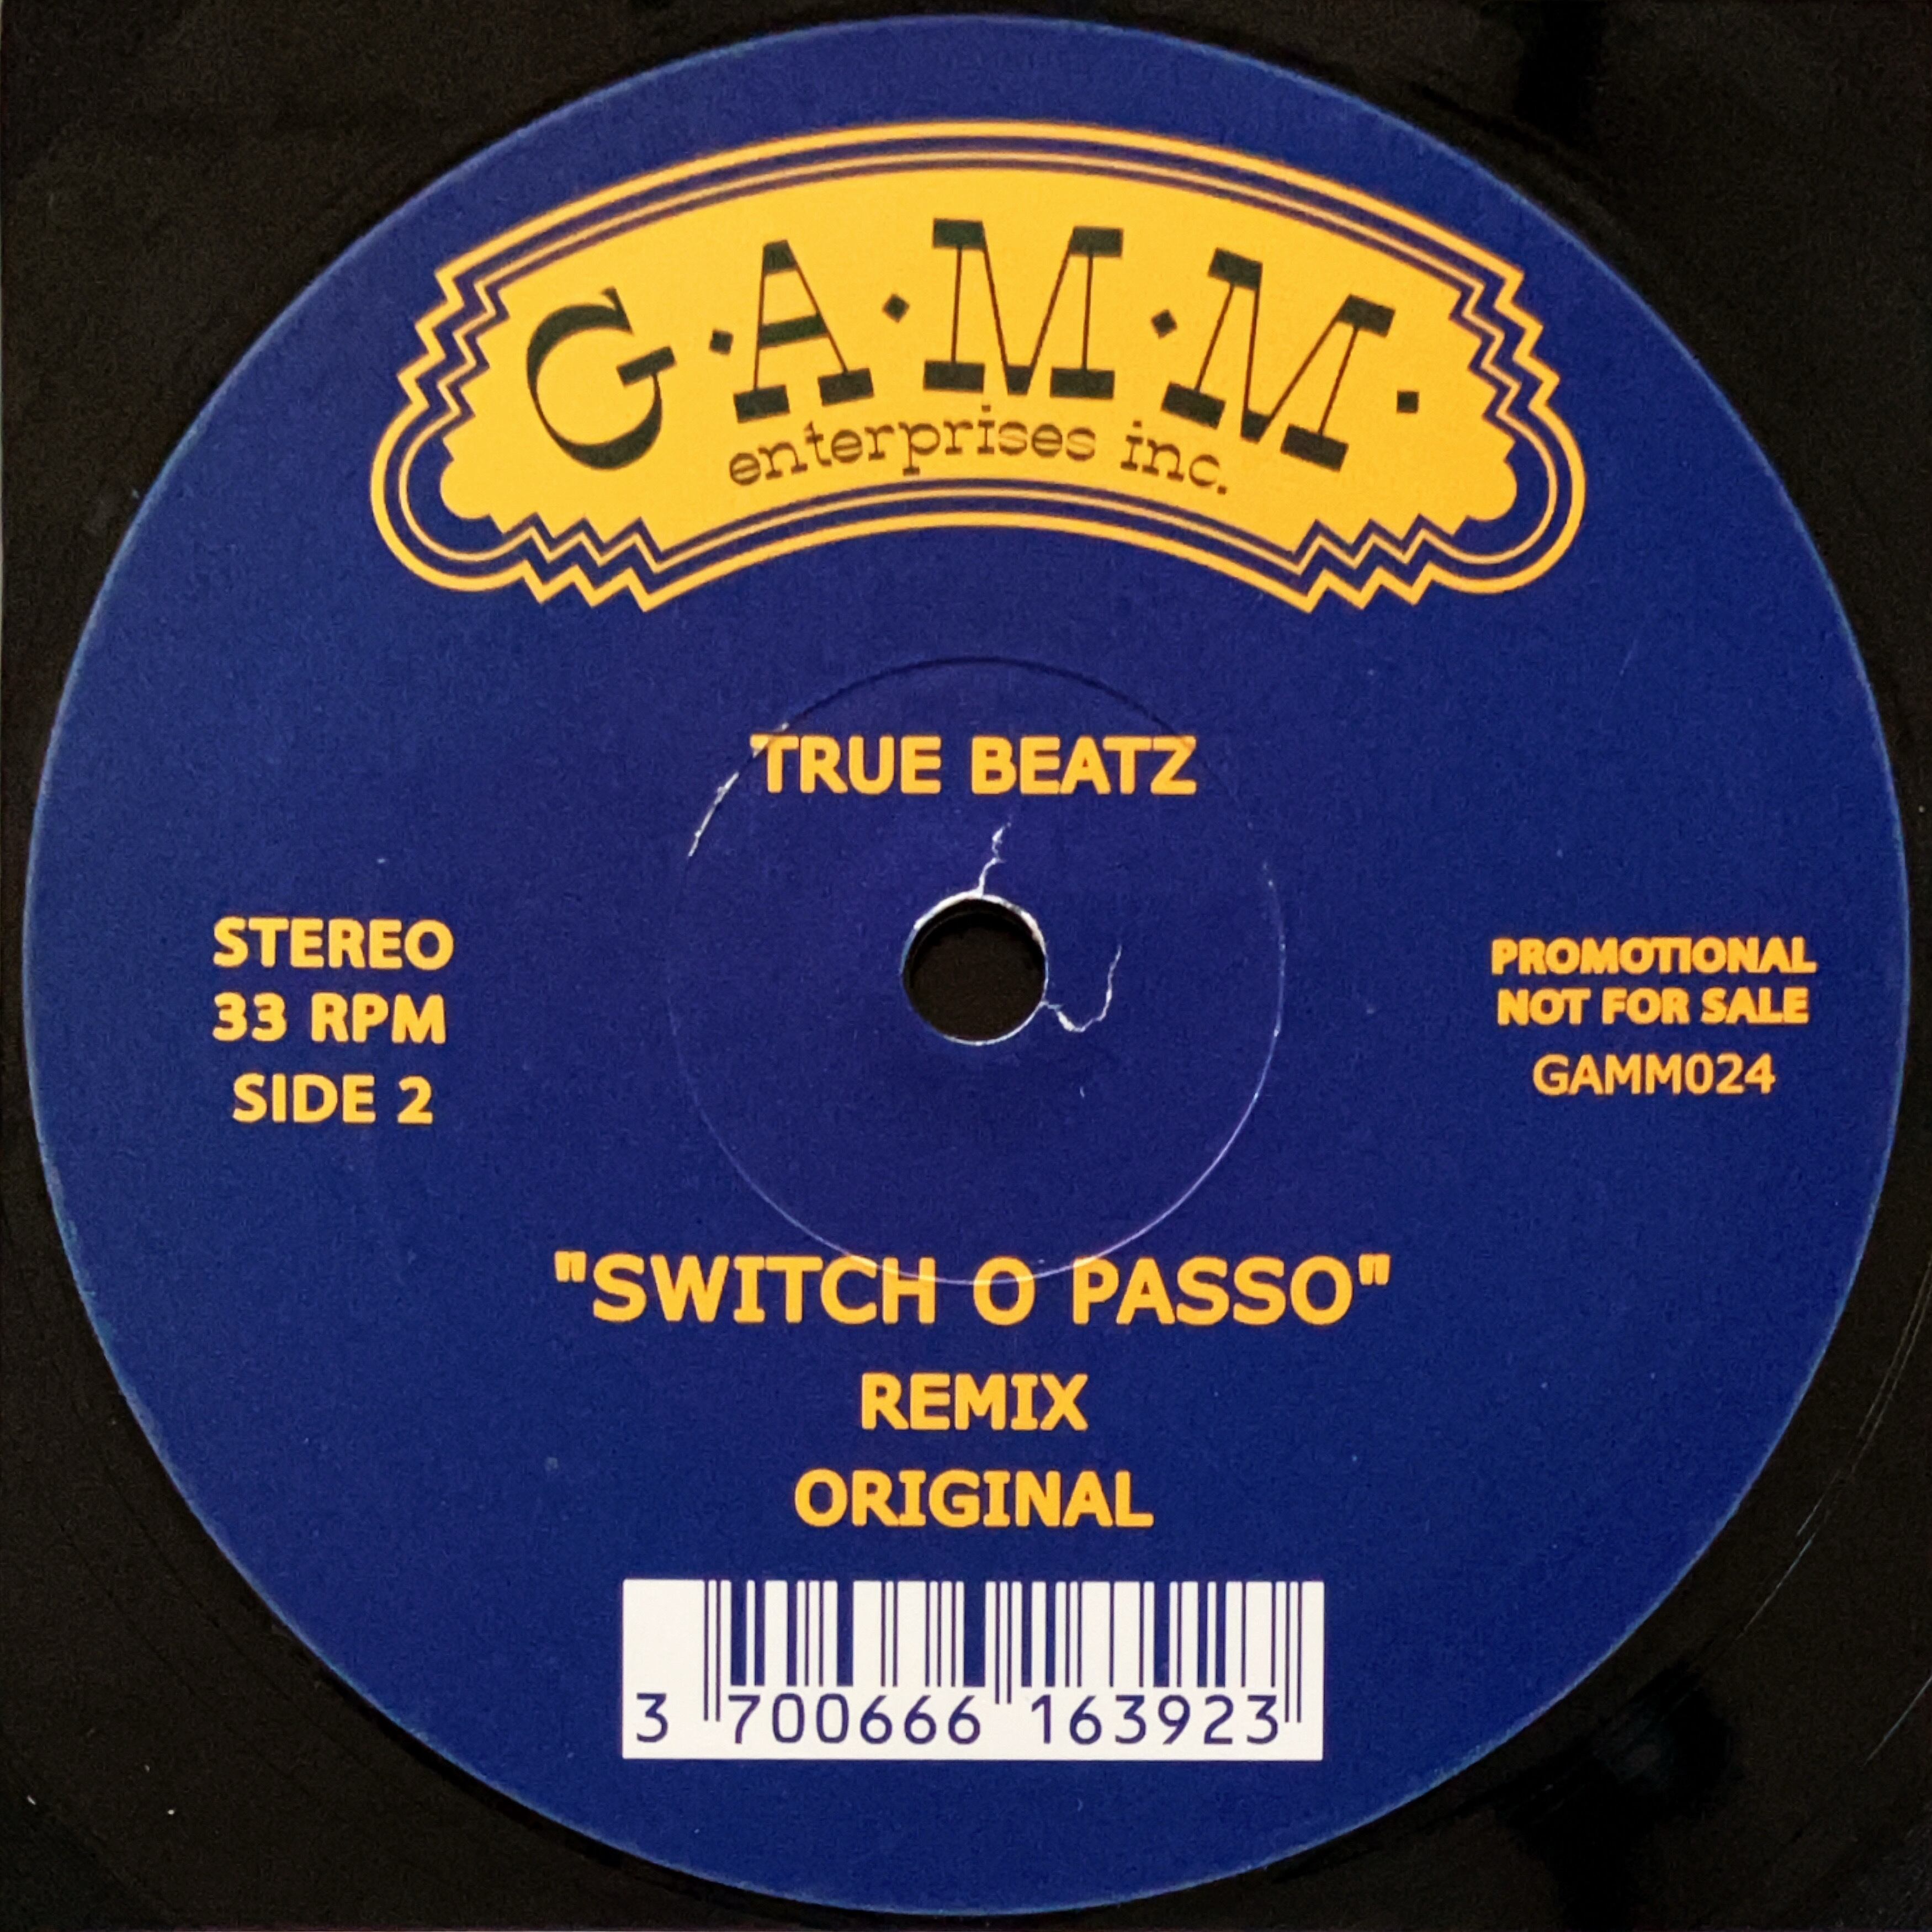 G·A·M·M·
enterprises inc.
TRUE BEATZ
STEREO
33 RPM
SIDE 2
PROMOTIONAL
NOT FOR SALE
GAMM024
"SWITCH O PASSO"
REMIX
ORIGINAL
3 700666 163923